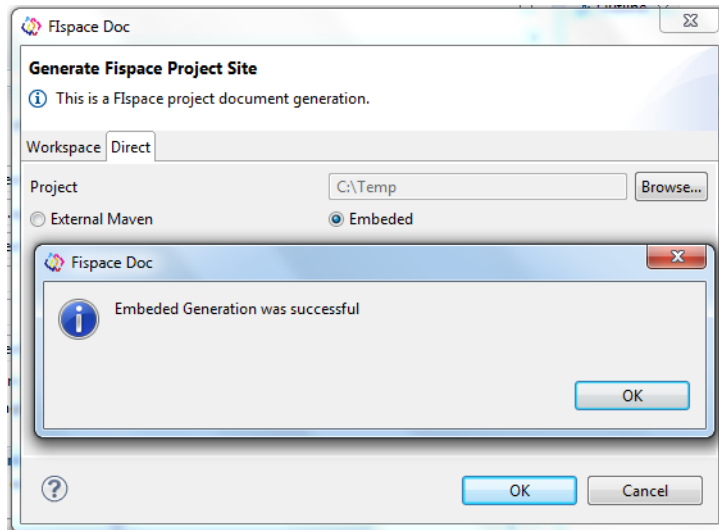 FIspace Doc
Generate Fispace Project Site
This is a FIspace project document generation.
Workspace Direct
Project C:\Temp Browse...
External Maven Embeded
Fispace Doc
Embeded Generation was successful
OK
OK Cancel